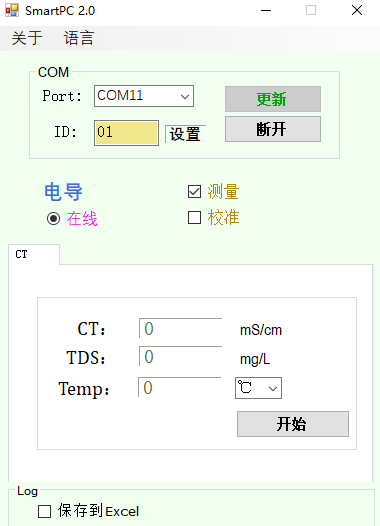 SmartPC 2.0
关于 语言
COM
Port: COM11 更新
ID: 01 设置 断开
电导 测量
在线 校准
CT
CT: 0 mS/cm
TDS: 0 mg/L
Temp: 0 ℃
开始
Log
保存到Excel